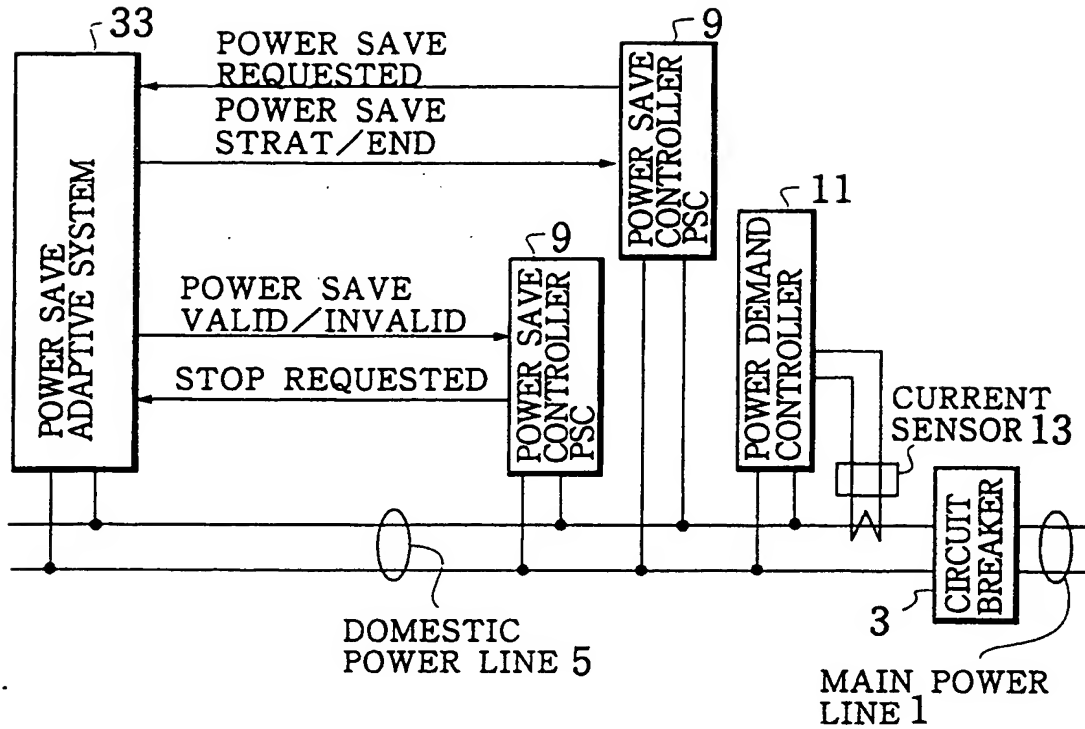 33
POWER SAVE
REQUESTED
POWER SAVE
STRAT/END
POWER SAVE
ADAPTIVE SYSTEM
POWER SAVE
VALID/INVALID
STOP REQUESTED
9
POWER SAVE
CONTROLLER
PSC
9
POWER SAVE
CONTROLLER
PSC
11
POWER DEMAND
CONTROLLER
CURRENT
SENSOR 13
CIRCUIT
BREAKER
3
DOMESTIC
POWER LINE 5
MAIN POWER
LINE 1